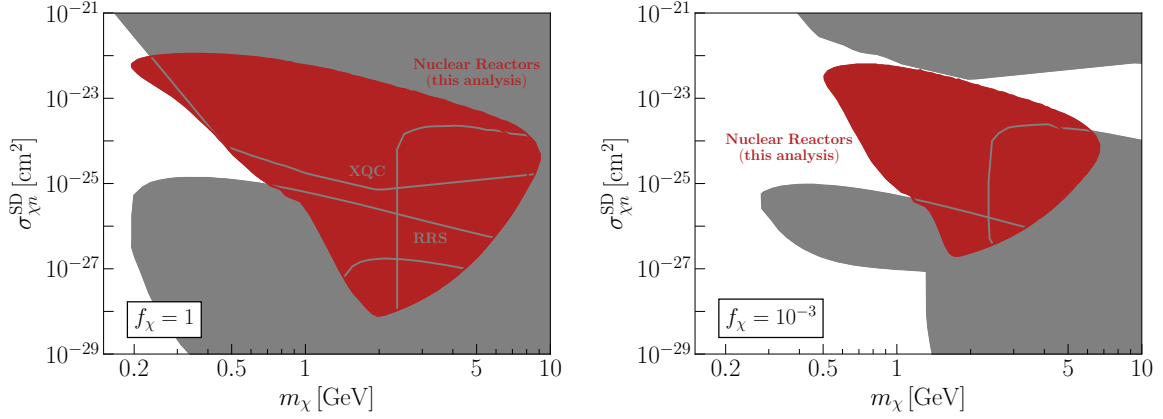 10⁻²¹
10⁻²³
10⁻²⁵
10⁻²⁷
10⁻²⁹
σ^SD_χn [cm²]
Nuclear Reactors
(this analysis)
XQC
RRS
f_χ = 1
0.2 0.5 1 2 5 10
m_χ [GeV]
10⁻²¹
10⁻²³
10⁻²⁵
10⁻²⁷
10⁻²⁹
σ^SD_χn [cm²]
Nuclear Reactors
(this analysis)
f_χ = 10⁻³
0.2 0.5 1 2 5 10
m_χ [GeV]